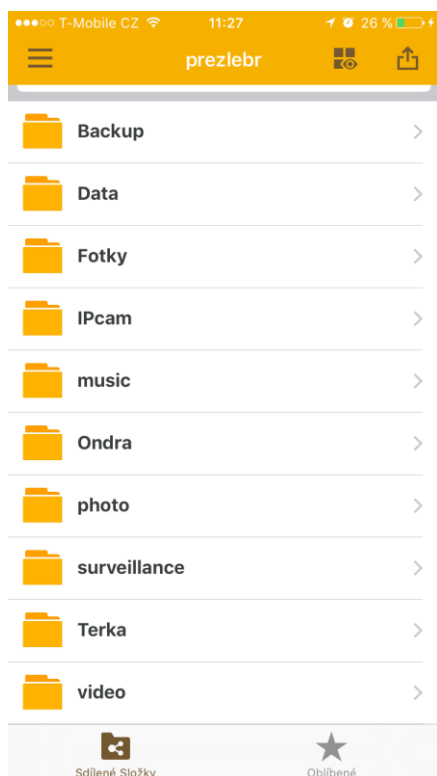 T-Mobile CZ 11:27 26 %
prezlebr
Backup
Data
Fotky
IPcam
music
Ondra
photo
surveillance
Terka
video
Sdílené Složky Oblíbené